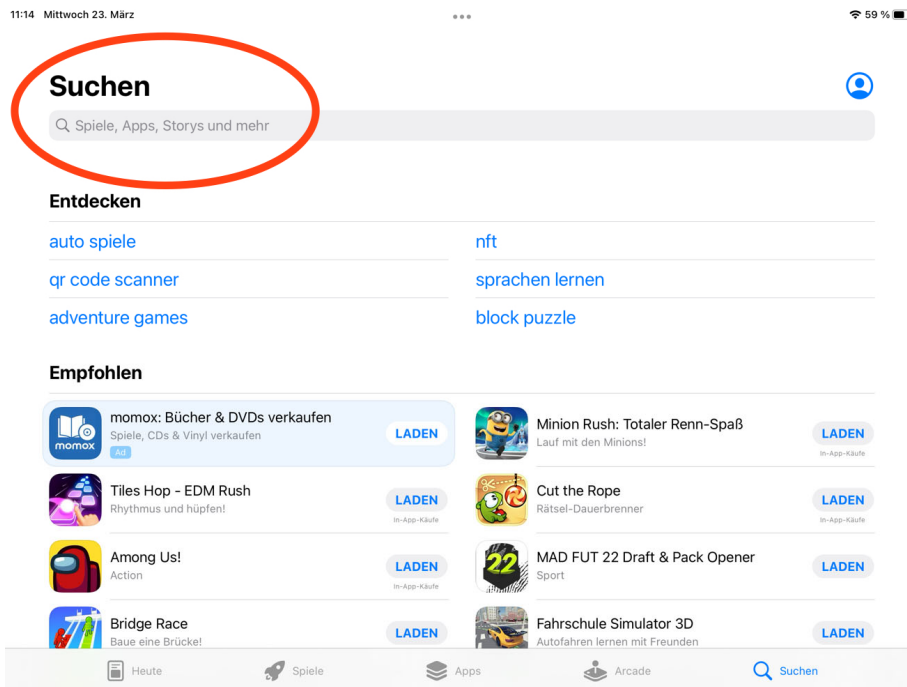 11:14 Mittwoch 23. März
59 %
Suchen
Spiele, Apps, Storys und mehr
Entdecken
auto spiele
nft
qr code scanner
sprachen lernen
adventure games
block puzzle
Empfohlen
momox
momox: Bücher & DVDs verkaufen
Spiele, CDs & Vinyl verkaufen
Ad
LADEN
Minion Rush: Totaler Renn-Spaß
Lauf mit den Minions!
LADEN
In-App-Käufe
Tiles Hop - EDM Rush
Rhythmus und hüpfen!
LADEN
In-App-Käufe
Cut the Rope
Rätsel-Dauerbrenner
LADEN
In-App-Käufe
Among Us!
Action
LADEN
In-App-Käufe
22
MAD FUT 22 Draft & Pack Opener
Sport
LADEN
Bridge Race
Baue eine Brücke!
LADEN
Fahrschule Simulator 3D
Autofahren lernen mit Freunden
LADEN
Heute
Spiele
Apps
Arcade
Suchen